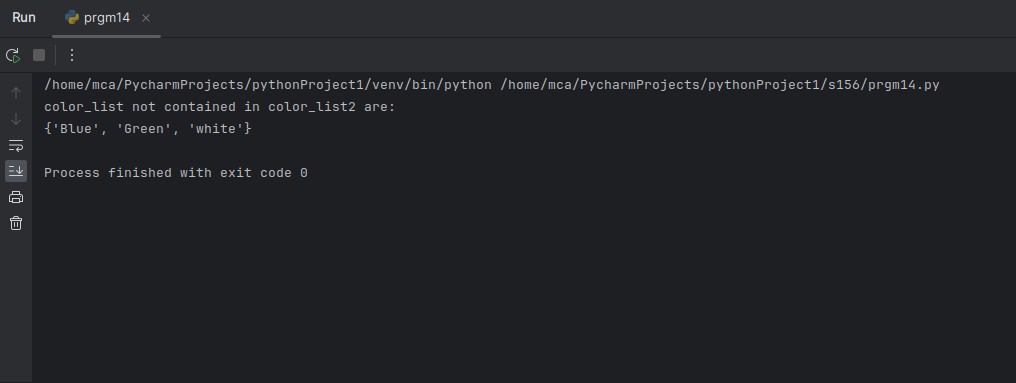 Run prgm14
/home/mca/PycharmProjects/pythonProject1/venv/bin/python /home/mca/PycharmProjects/pythonProject1/s156/prgm14.py
color_list not contained in color_list2 are:
{'Blue', 'Green', 'white'}
Process finished with exit code 0